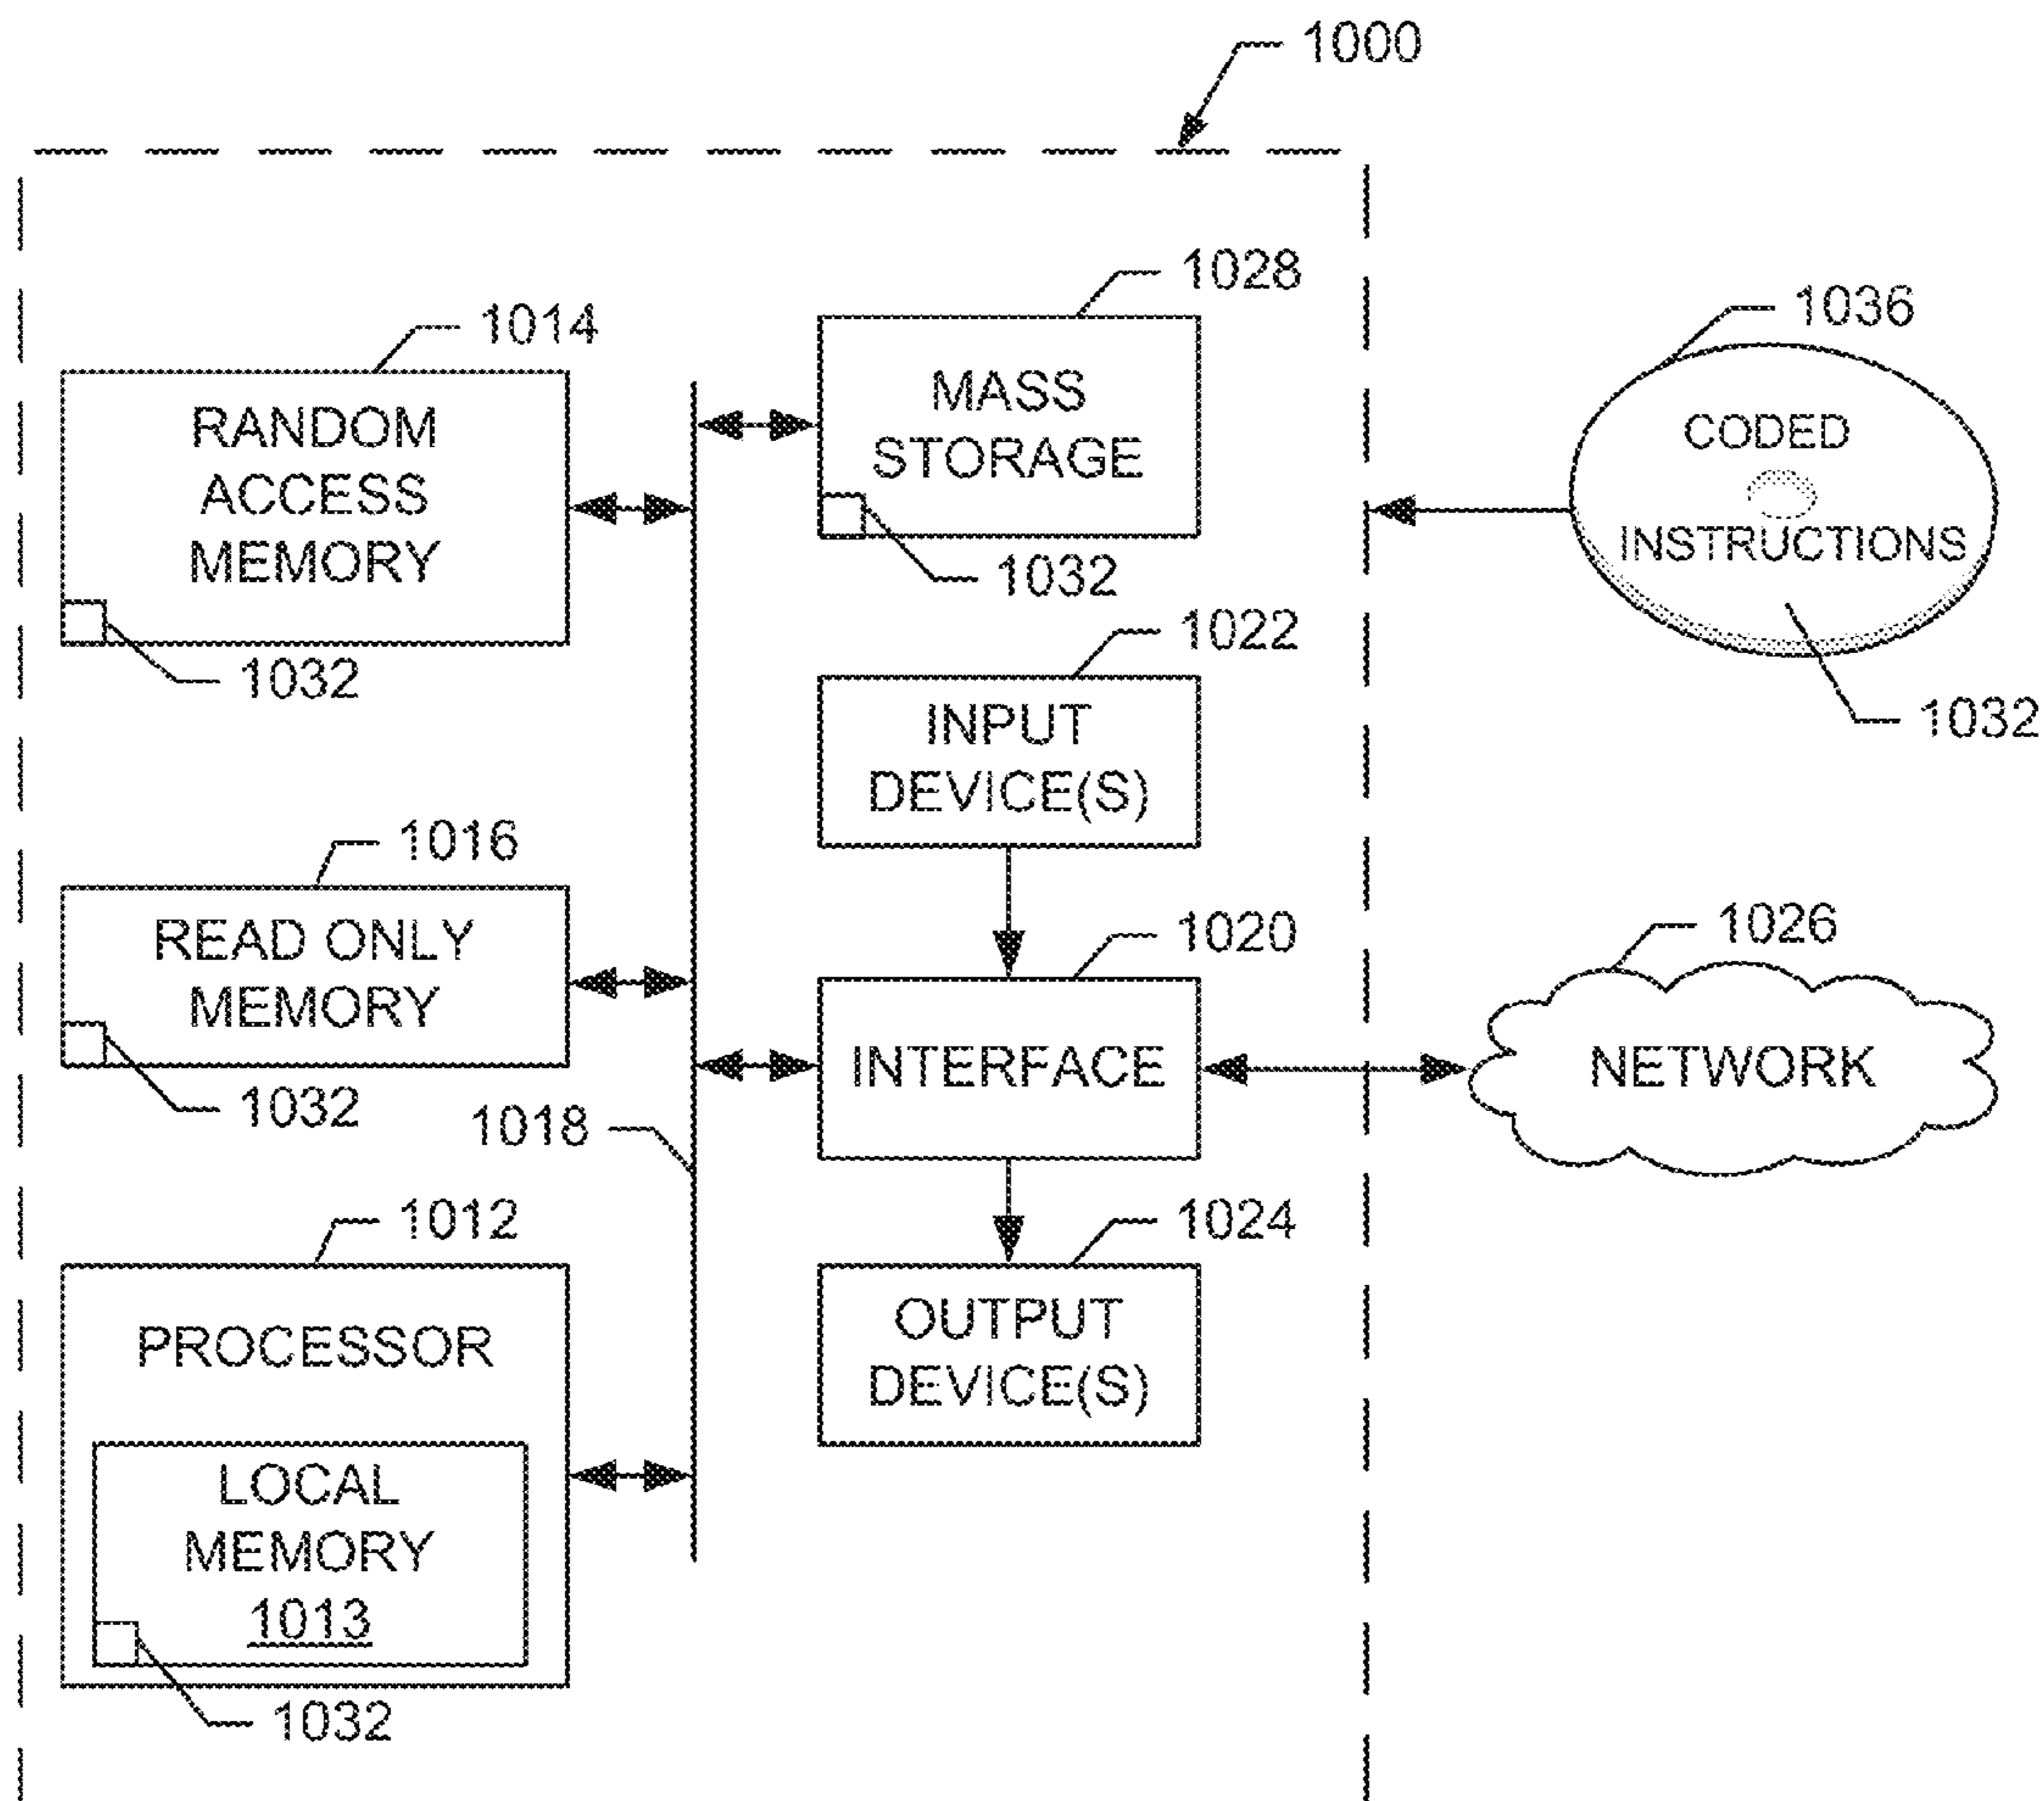 1000
1028
1014
1036
MASS
STORAGE
RANDOM
ACCESS
MEMORY
CODED
INSTRUCTIONS
1032
1022
1032
1032
INPUT
DEVICE(S)
1016
1020
1026
READ ONLY
MEMORY
INTERFACE
NETWORK
1032
1018
1012
1024
PROCESSOR
OUTPUT
DEVICE(S)
LOCAL
MEMORY
1013
1032